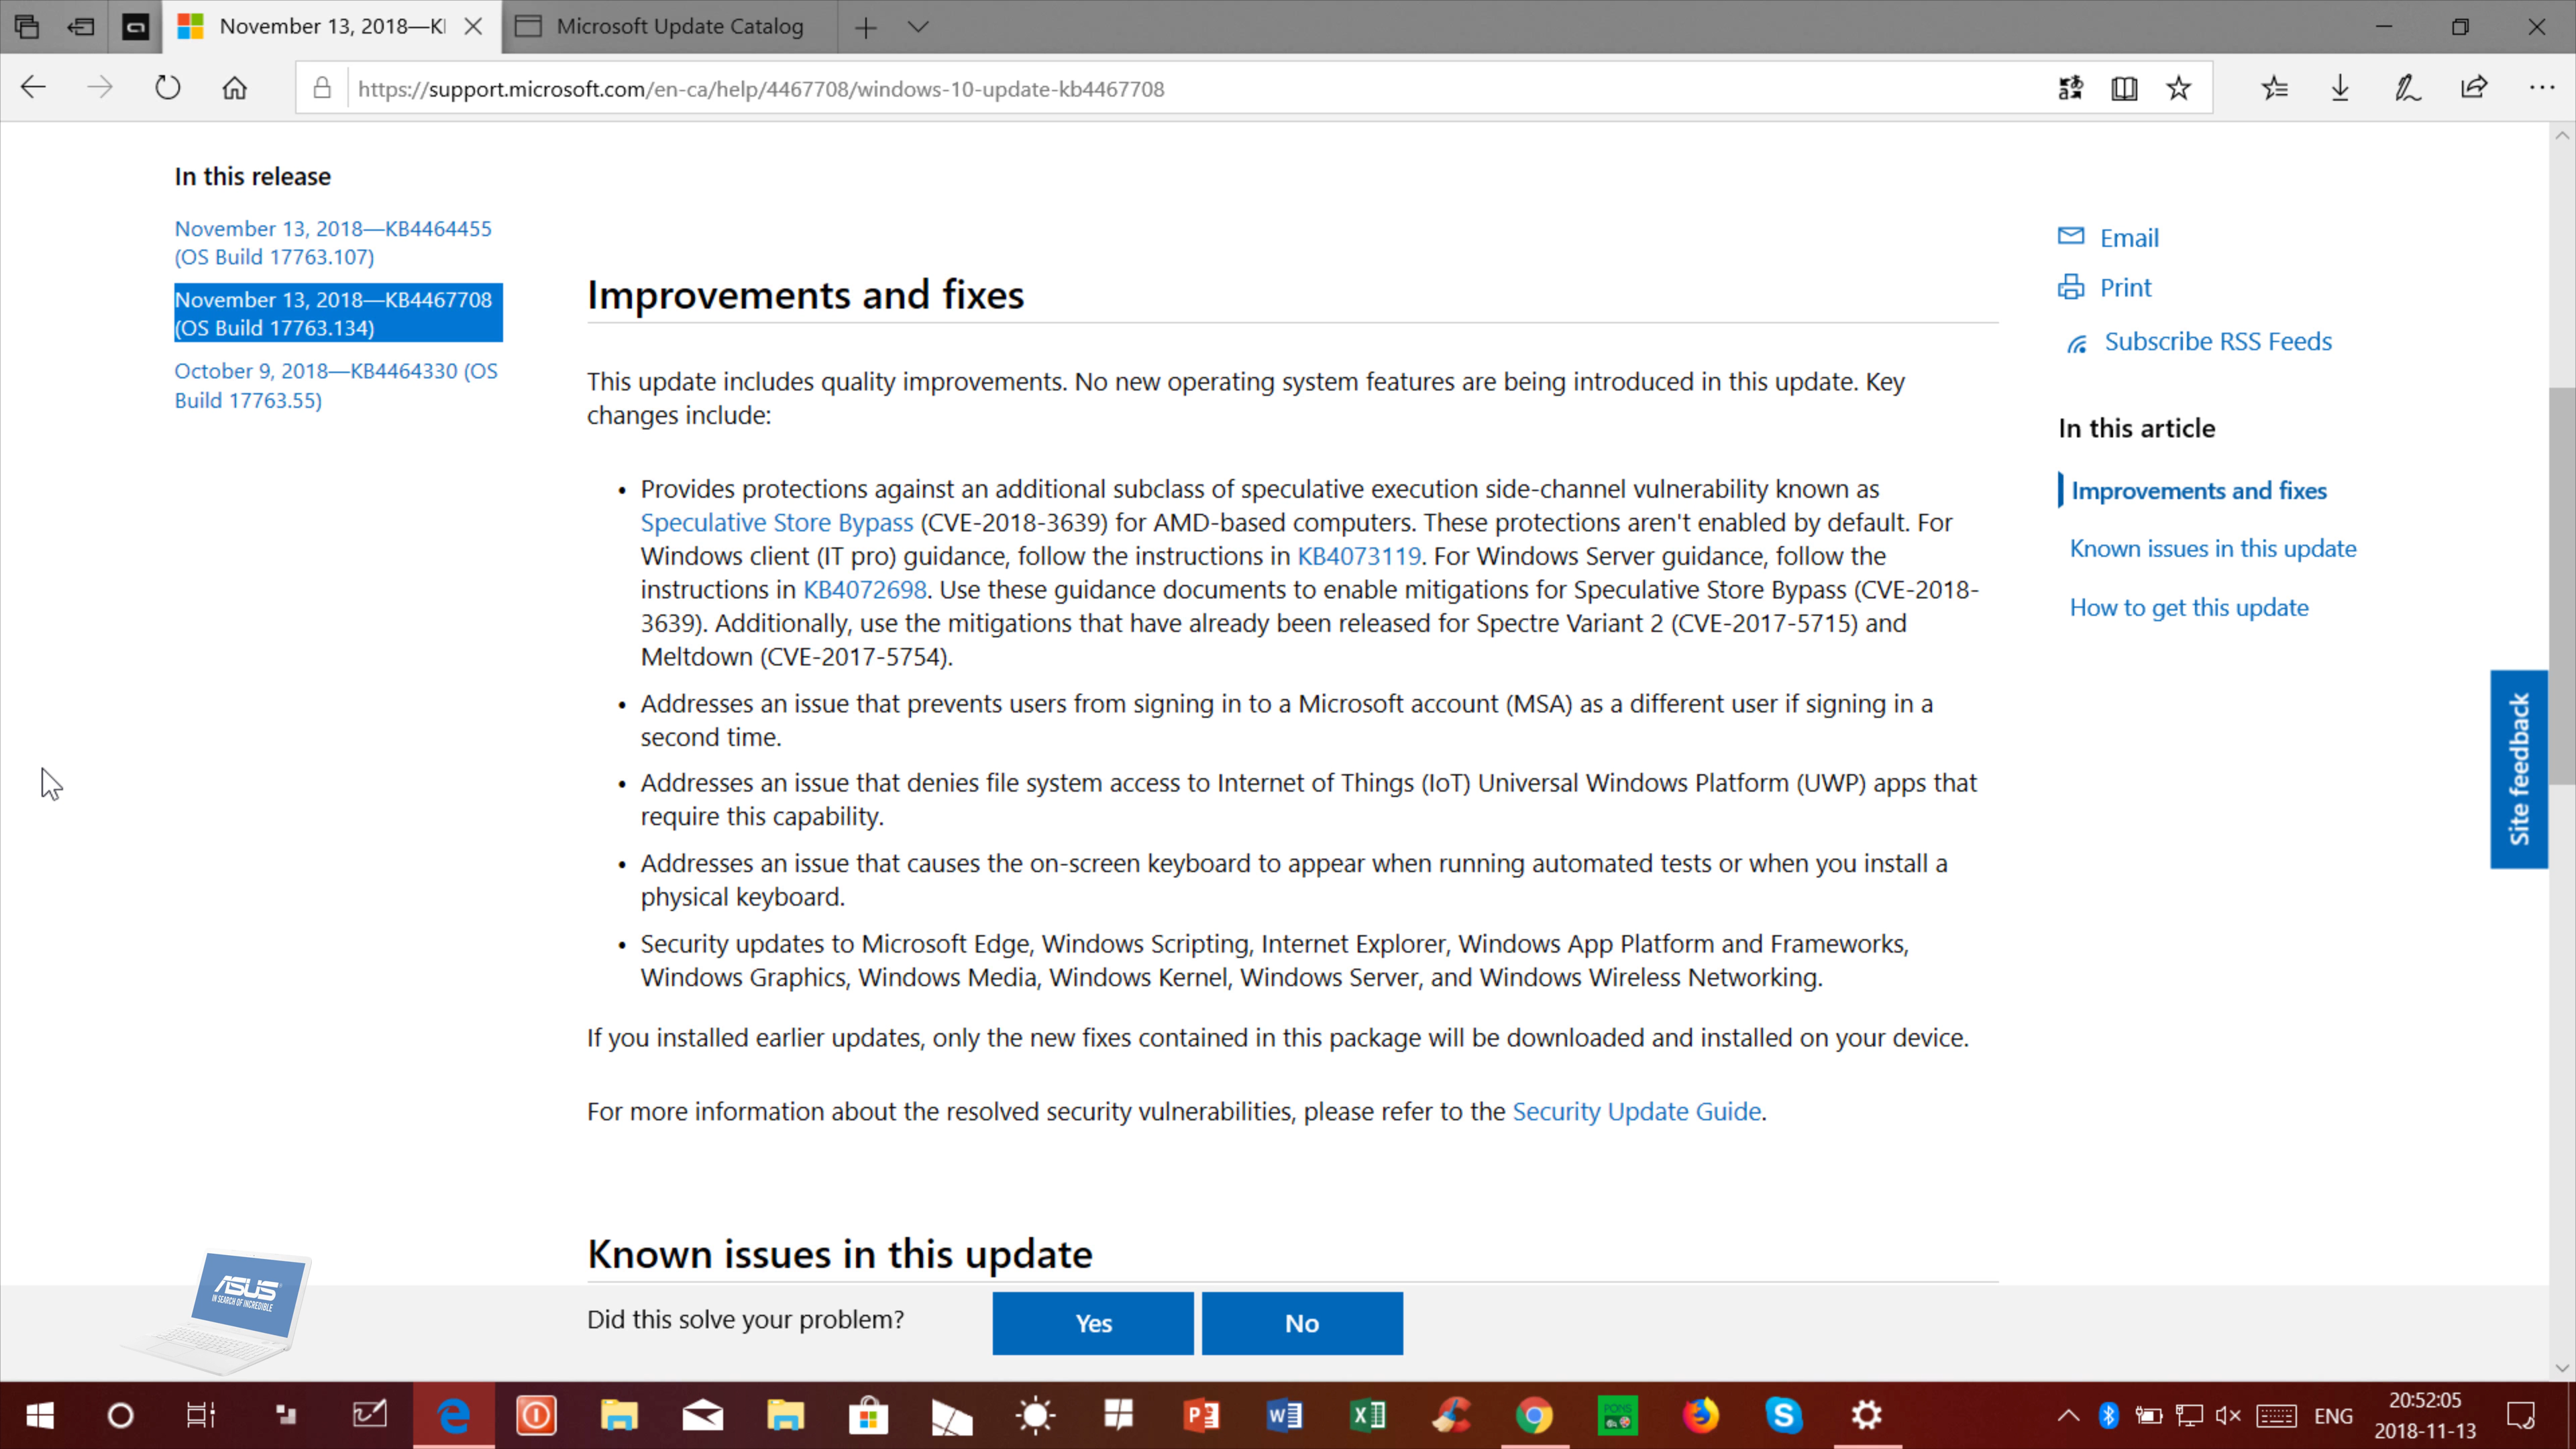 November 13, 2018—KI
Microsoft Update Catalog
https://support.microsoft.com/en-ca/help/4467708/windows-10-update-kb4467708
In this release
November 13, 2018—KB4464455
(OS Build 17763.107)
November 13, 2018—KB4467708
(OS Build 17763.134)
October 9, 2018—KB4464330 (OS
Build 17763.55)
Improvements and fixes
This update includes quality improvements. No new operating system features are being introduced in this update. Key
changes include:
• Provides protections against an additional subclass of speculative execution side-channel vulnerability known as
Speculative Store Bypass (CVE-2018-3639) for AMD-based computers. These protections aren't enabled by default. For
Windows client (IT pro) guidance, follow the instructions in KB4073119. For Windows Server guidance, follow the
instructions in KB4072698. Use these guidance documents to enable mitigations for Speculative Store Bypass (CVE-2018-
3639). Additionally, use the mitigations that have already been released for Spectre Variant 2 (CVE-2017-5715) and
Meltdown (CVE-2017-5754).
• Addresses an issue that prevents users from signing in to a Microsoft account (MSA) as a different user if signing in a
second time.
• Addresses an issue that denies file system access to Internet of Things (IoT) Universal Windows Platform (UWP) apps that
require this capability.
• Addresses an issue that causes the on-screen keyboard to appear when running automated tests or when you install a
physical keyboard.
• Security updates to Microsoft Edge, Windows Scripting, Internet Explorer, Windows App Platform and Frameworks,
Windows Graphics, Windows Media, Windows Kernel, Windows Server, and Windows Wireless Networking.
If you installed earlier updates, only the new fixes contained in this package will be downloaded and installed on your device.
For more information about the resolved security vulnerabilities, please refer to the Security Update Guide.
Known issues in this update
Email
Print
Subscribe RSS Feeds
In this article
Improvements and fixes
Known issues in this update
How to get this update
Site feedback
ASUS
IN SEARCH OF INCREDIBLE
Did this solve your problem?
Yes
No
PONS
ENG
20:52:05
2018-11-13